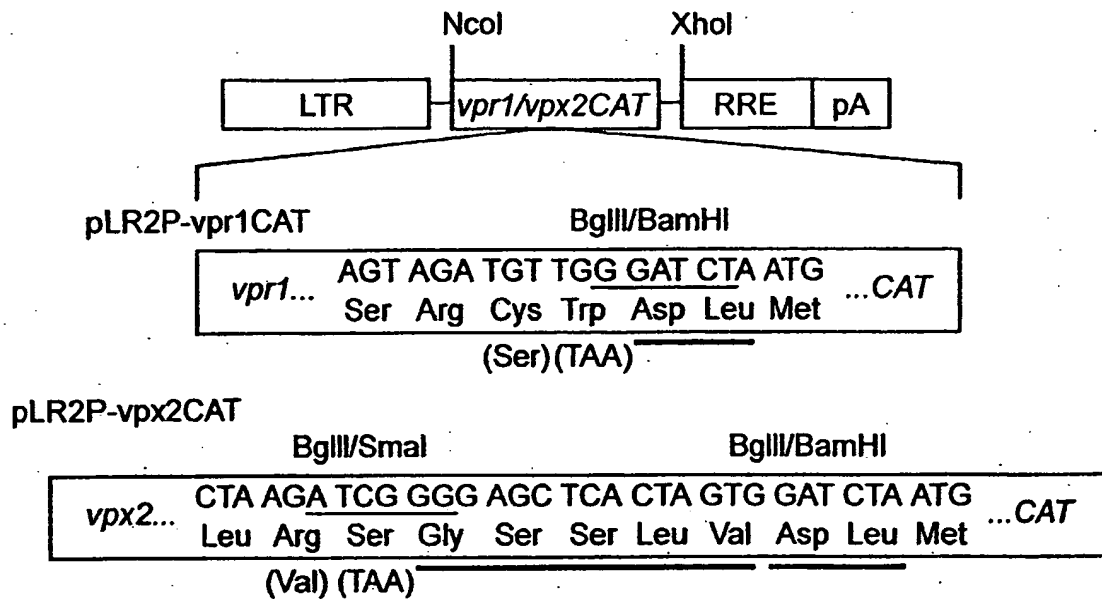 NcoI XhoI
LTR vpr1/vpx2CAT RRE pA
pLR2P-vpr1CAT BglII/BamHI
vpr1... AGT AGA TGT TGG GAT CTA ATG ...CAT
Ser Arg Cys Trp Asp Leu Met
(Ser) (TAA)
pLR2P-vpx2CAT
BglII/SmaI BglII/BamHI
vpx2... CTA AGA TCG GGG AGC TCA CTA GTG GAT CTA ATG ...CAT
Leu Arg Ser Gly Ser Ser Leu Val Asp Leu Met
(Val) (TAA)